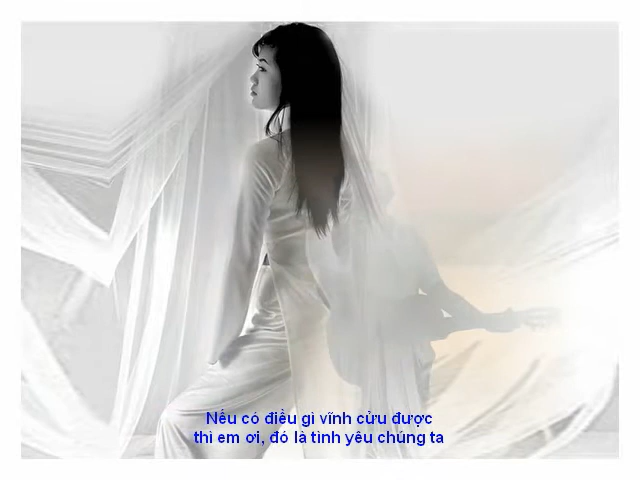 Nếu có điều gì vĩnh cửu được
thì em ơi, đó là tình yêu chúng ta